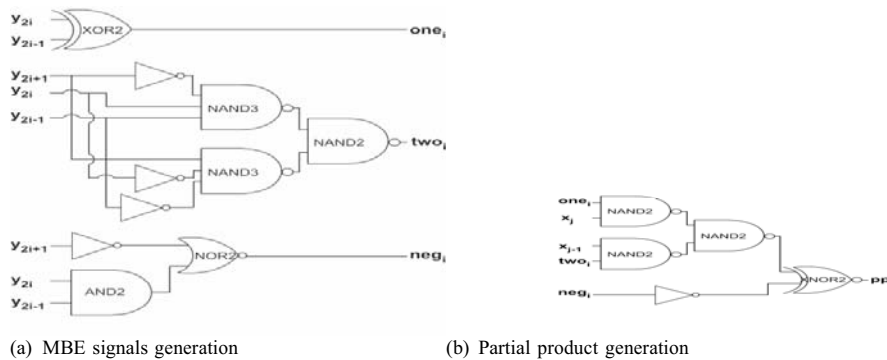 y2i
y2i-1
XOR2
onei
y2i+1
y2i
y2i-1
NAND3
NAND2
twoi
NAND3
y2i+1
NOR2
negi
y2i
y2i-1
AND2
onei
xj
NAND2
NAND2
xj-1
twoi
NAND2
negi
XNOR2
pp
(a) MBE signals generation
(b) Partial product generation